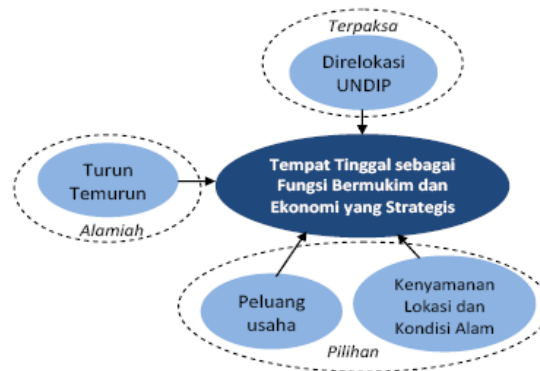 Terpaksa
Direlokasi
UNDIP
Turun
Temurun
Alamiah
Tempat Tinggal sebagai
Fungsi Bermukim dan
Ekonomi yang Strategis
Peluang
usaha
Kenyamanan
Lokasi dan
Kondisi Alam
Pilihan